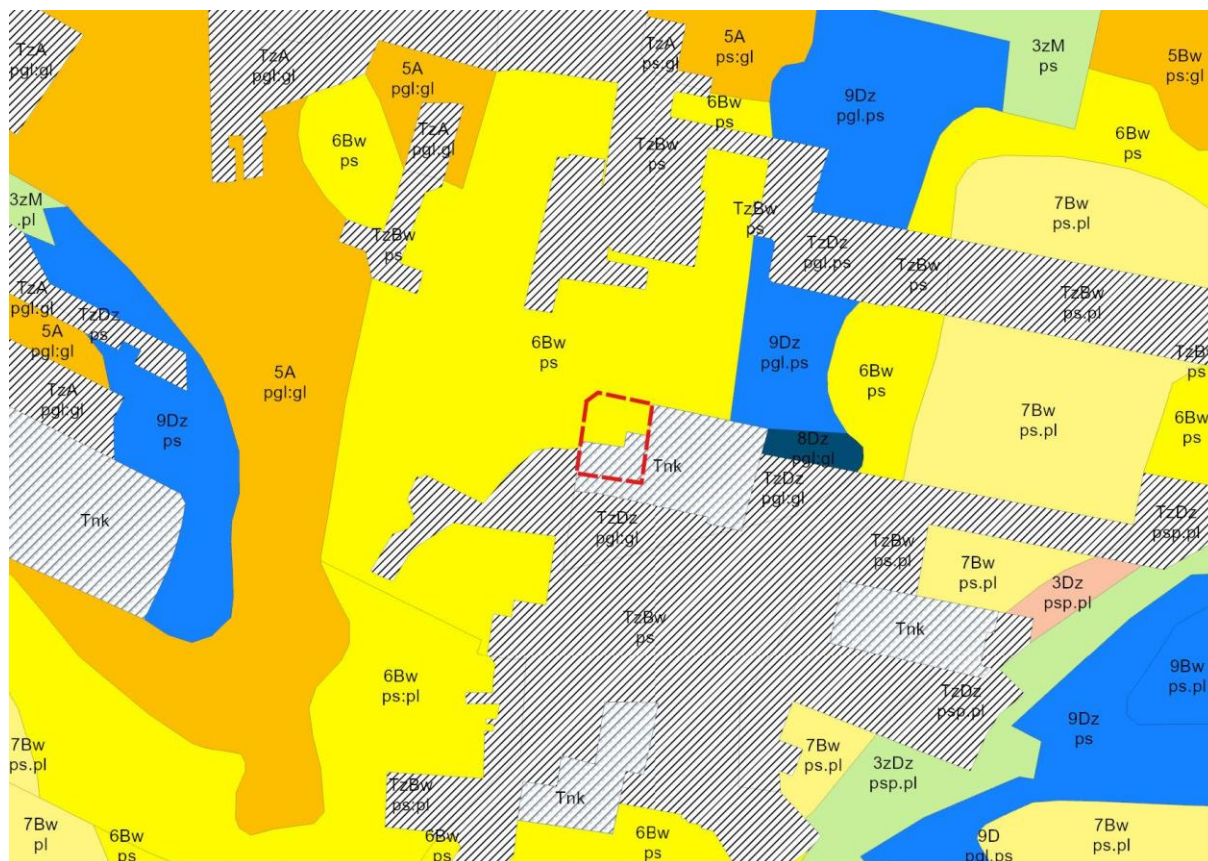 TzA
pgl:gl
TzA
pgl:gl
5A
pgl:gl
TzA
ps.gl
5A
ps:gl
3zM
ps
5Bw
ps:gl
9Dz
pgl.ps
6Bw
ps
6Bw
ps
TzA
pgl.gl
6Bw
ps
TzBw
ps
6Bw
ps
3zM
.pl
7Bw
ps.pl
TzBw
ps
TzBw
ps
TzDz
pgl.ps
TzBw
ps
TzBw
ps.pl
TzA
pgl:gl
TzDz
ps
5A
pgl:gl
6Bw
ps
9Dz
pgl.ps
6Bw
ps
TzB
ps
5A
pgl:gl
TzA
pgl:gl
9Dz
ps
7Bw
ps.pl
6Bw
ps
8Dz
pgl:gl
Tnk
TzDz
pgl:gl
Tnk
TzDz
pgl:gl
TzDz
psp.pl
TzBw
ps.pl
7Bw
ps.pl
3Dz
psp.pl
TzBw
ps
Tnk
6Bw
ps:pl
TzDz
psp.pl
9Bw
ps.pl
9Dz
ps
7Bw
ps.pl
7Bw
ps.pl
3zDz
psp.pl
TzBw
ps:pl
Tnk
7Bw
pl
6Bw
ps
6Bw
ps
6Bw
ps
9D
pgl.ps
7Bw
ps.pl